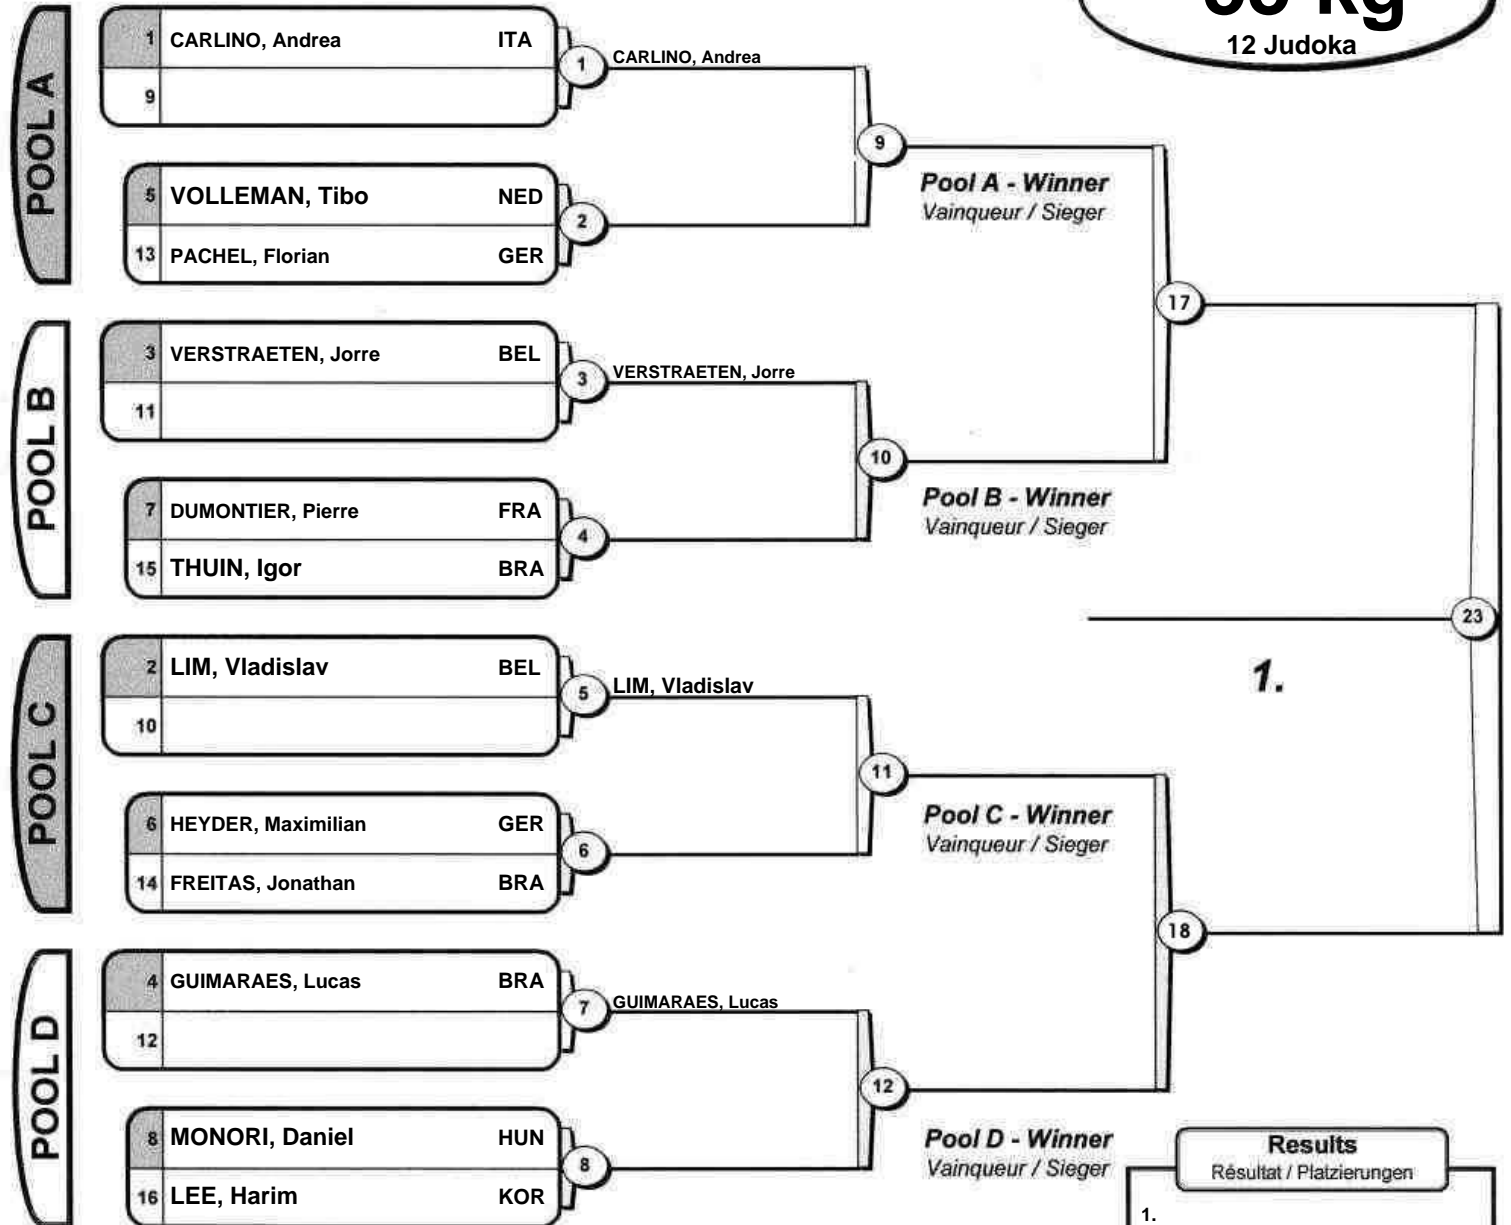 kg
12 Judoka
POOL A
1 CARLINO, Andrea ITA
9
1 CARLINO, Andrea
5 VOLLEMAN, Tibo NED
13 PACHEL, Florian GER
2
9
Pool A - Winner
Vainqueur / Sieger
17
POOL B
3 VERSTRAETEN, Jorre BEL
11
3 VERSTRAETEN, Jorre
7 DUMONTIER, Pierre FRA
15 THUIN, Igor BRA
4
10
Pool B - Winner
Vainqueur / Sieger
23
1.
POOL C
2 LIM, Vladislav BEL
10
5 LIM, Vladislav
6 HEYDER, Maximilian GER
14 FREITAS, Jonathan BRA
6
11
Pool C - Winner
Vainqueur / Sieger
18
POOL D
4 GUIMARAES, Lucas BRA
12
7 GUIMARAES, Lucas
8 MONORI, Daniel HUN
16 LEE, Harim KOR
8
12
Pool D - Winner
Vainqueur / Sieger
Results
Résultat / Platzierungen
1.